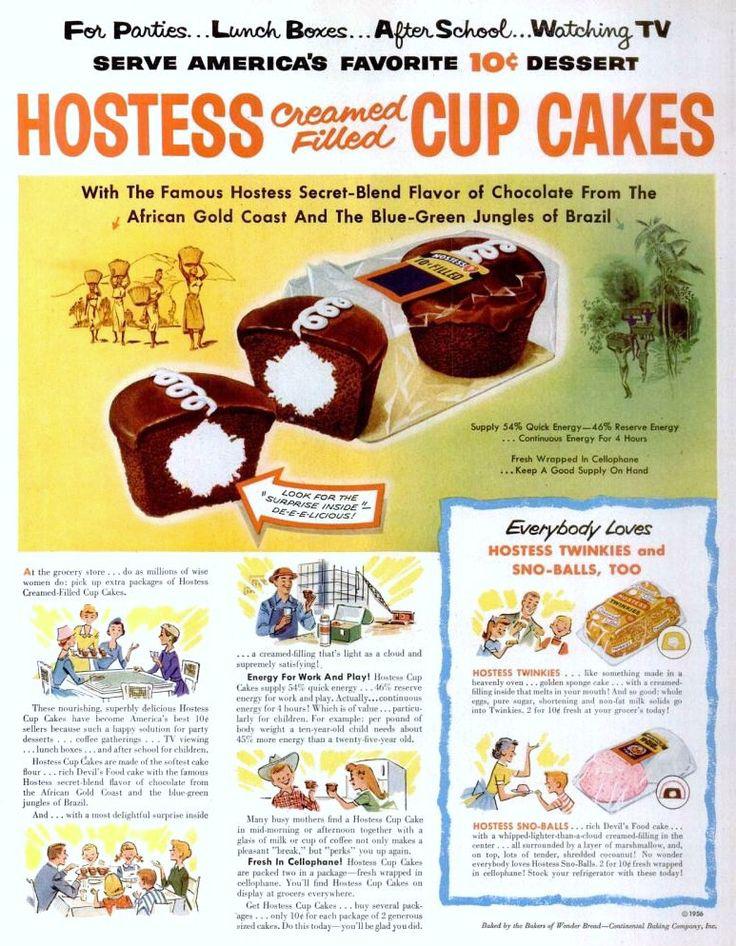 For Parties...Lunch Boxes...After School...Watching TV
SERVE AMERICA'S FAVORITE 10¢ DESSERT
HOSTESS Creamed Filled CUP CAKES
With The Famous Hostess Secret-Blend Flavor of Chocolate From The
African Gold Coast And The Blue-Green Jungles of Brazil
HOSTESS
10¢ FILLED
Supply 54% Quick Energy—46% Reserve Energy
... Continuous Energy For 4 Hours
Fresh Wrapped In Cellophane
...Keep A Good Supply On Hand
"LOOK FOR THE
SURPRISE INSIDE"—
DE-E-E-LICIOUS!
At the grocery store . . . do as millions of wise
women do: pick up extra packages of Hostess
Creamed-Filled Cup Cakes.
These nourishing, superbly delicious Hostess
Cup Cakes have become America's best 10¢
sellers because such a happy solution for party
desserts . . . coffee gatherings . . . TV viewing
. . . lunch boxes . . . and after school for children.
Hostess Cup Cakes are made of the softest cake
flour . . . rich Devil's Food cake with the famous
Hostess secret-blend flavor of chocolate from
the African Gold Coast and the blue-green
jungles of Brazil.
And . . . with a most delightful surprise inside
. . . a creamed-filling that's light as a cloud and
supremely satisfying!
Energy For Work And Play! Hostess Cup
Cakes supply 54% quick energy . . . 46% reserve
energy for work and play. Actually...continuous
energy for 4 hours! Which is of value . . . particu-
larly for children. For example: per pound of
body weight a ten-year-old child needs about
45% more energy than a twenty-five-year old.
Many busy mothers find a Hostess Cup Cake
in mid-morning or afternoon together with a
glass of milk or cup of coffee not only makes a
pleasant "break," but "perks" you up again.
Fresh In Cellophane! Hostess Cup Cakes
are packed two in a package—fresh wrapped in
cellophane. You'll find Hostess Cup Cakes on
display at grocers everywhere.
Get Hostess Cup Cakes . . . buy several pack-
ages . . . only 10¢ for each package of 2 generous
sized cakes. Do this today—you'll be glad you did.
Everybody Loves
HOSTESS TWINKIES and
SNO-BALLS, TOO
HOSTESS
TWINKIES
HOSTESS TWINKIES . . . like something made in a
heavenly oven . . . golden sponge cake . . . with a creamed-
filling inside that melts in your mouth! And so good: whole
eggs, pure sugar, shortening and non-fat milk solids go
into Twinkies. 2 for 10¢ fresh at your grocer's today!
HOSTESS SNO-BALLS . . . rich Devil's Food cake . . .
with a whipped-lighter-than-a-cloud creamed-filling in the
center . . . all surrounded by a layer of marshmallow, and,
on top, lots of tender, shredded cocoanut! No wonder
everybody loves Hostess Sno-Balls. 2 for 10¢ fresh wrapped
in cellophane! Stock your refrigerator with these today!
©1956
Baked by the Bakers of Wonder Bread—Continental Baking Company, Inc.